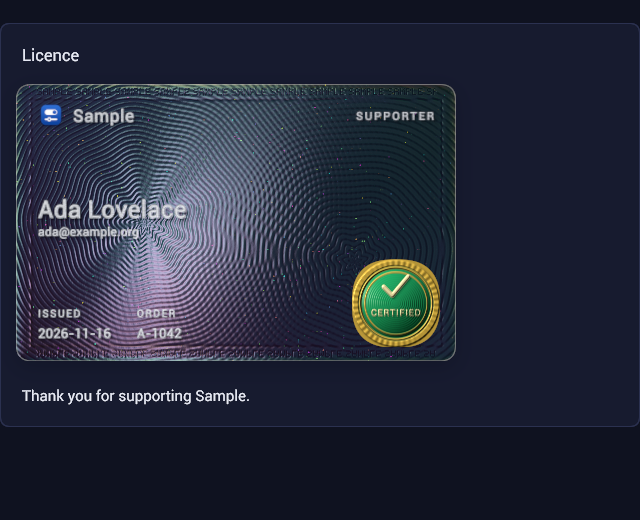 Licence
Sample
SUPPORTER
Ada Lovelace
ada@example.org
CERTIFIED
ISSUED ORDER
2026-11-16 A-1042
Thank you for supporting Sample.